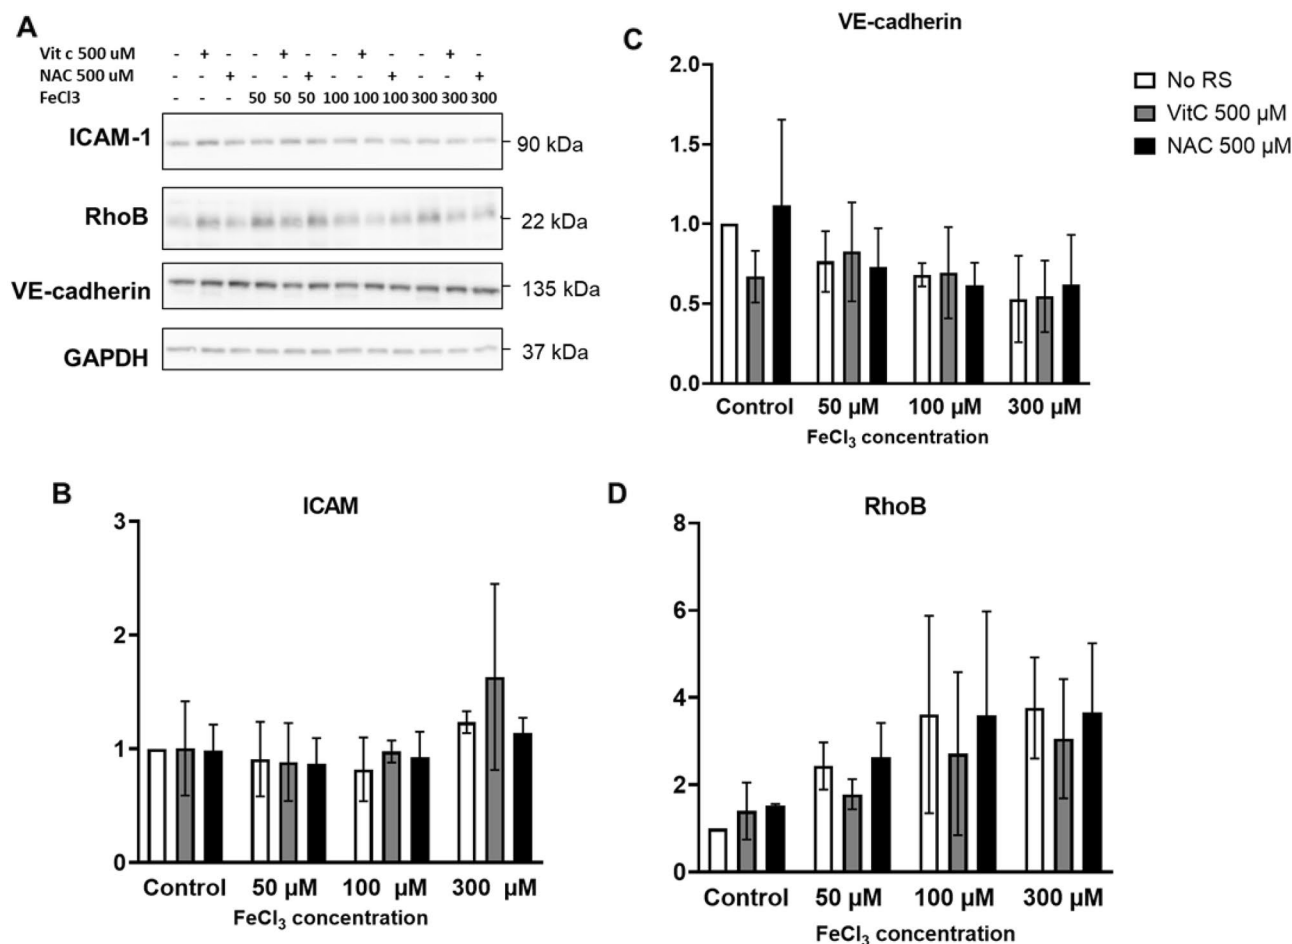 A
Vit c 500 uM - + - - + - - + - - + -
NAC 500 uM - - + - - + - - + - - +
FeCl3 - - - 50 50 50 100 100 100 300 300 300
ICAM-1
90 kDa
RhoB
22 kDa
VE-cadherin
135 kDa
GAPDH
37 kDa
C
VE-cadherin
2.0
1.5
1.0
0.5
0.0
Control 50 µM 100 µM 300 µM
FeCl3 concentration
No RS
VitC 500 µM
NAC 500 µM
B
ICAM
3
2
1
0
Control 50 µM 100 µM 300 µM
FeCl3 concentration
D
RhoB
8
6
4
2
0
Control 50 µM 100 µM 300 µM
FeCl3 concentration